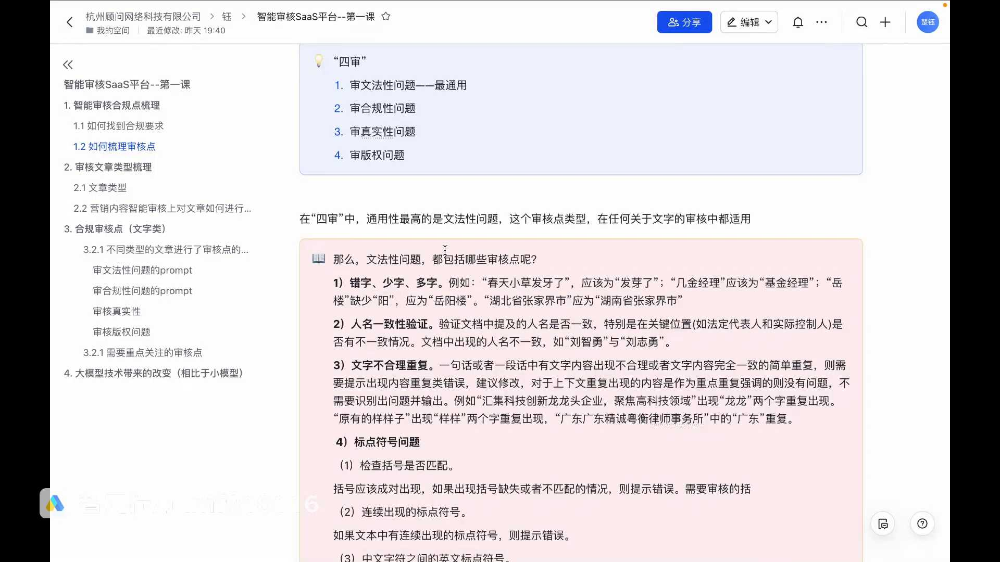 杭州顾问网络科技有限公司 > 钰 > 智能审核SaaS平台--第一课
我的空间 最近修改: 昨天 19:40
分享
编辑
楚钰
智能审核SaaS平台--第一课
1. 智能审核合规点梳理
1.1 如何找到合规要求
1.2 如何梳理审核点
2. 审核文章类型梳理
2.1 文章类型
2.2 营销内容智能审核上对文章如何进行...
3. 合规审核点（文字类）
3.2.1 不同类型的文章进行了审核点的...
审文法性问题的prompt
审合规性问题的prompt
审核真实性
审核版权问题
3.2.1 需要重点关注的审核点
4. 大模型技术带来的改变（相比于小模型）
“四审”
1. 审文法性问题——最通用
2. 审合规性问题
3. 审真实性问题
4. 审版权问题
在“四审”中，通用性最高的是文法性问题，这个审核点类型，在任何关于文字的审核中都适用
那么，文法性问题，都包括哪些审核点呢？
1）错字、少字、多字。例如：“春天小草发牙了”，应该为“发芽了”；“几金经理”应该为“基金经理”；“岳
楼”缺少“阳”，应为“岳阳楼”。“湖北省张家界市”应为“湖南省张家界市”
2）人名一致性验证。验证文档中提及的人名是否一致，特别是在关键位置(如法定代表人和实际控制人)是
否有不一致情况。文档中出现的人名不一致，如“刘智勇”与“刘志勇”。
3）文字不合理重复。一句话或者一段话中有文字内容出现不合理或者文字内容完全一致的简单重复，则需
要提示出现内容重复类错误，建议修改，对于上下文重复出现的内容是作为重点重复强调的则没有问题，不
需要识别出问题并输出。例如“汇集科技创新龙龙头企业，聚焦高科技领域”出现“龙龙”两个字重复出现。
“原有的样样子”出现“样样”两个字重复出现，“广东广东精诚粤衡律师事务所”中的“广东”重复。
4）标点符号问题
（1）检查括号是否匹配。
括号应该成对出现，如果出现括号缺失或者不匹配的情况，则提示错误。需要审核的括
（2）连续出现的标点符号。
如果文本中有连续出现的标点符号，则提示错误。
（3）中文字符之间的英文标点符号。